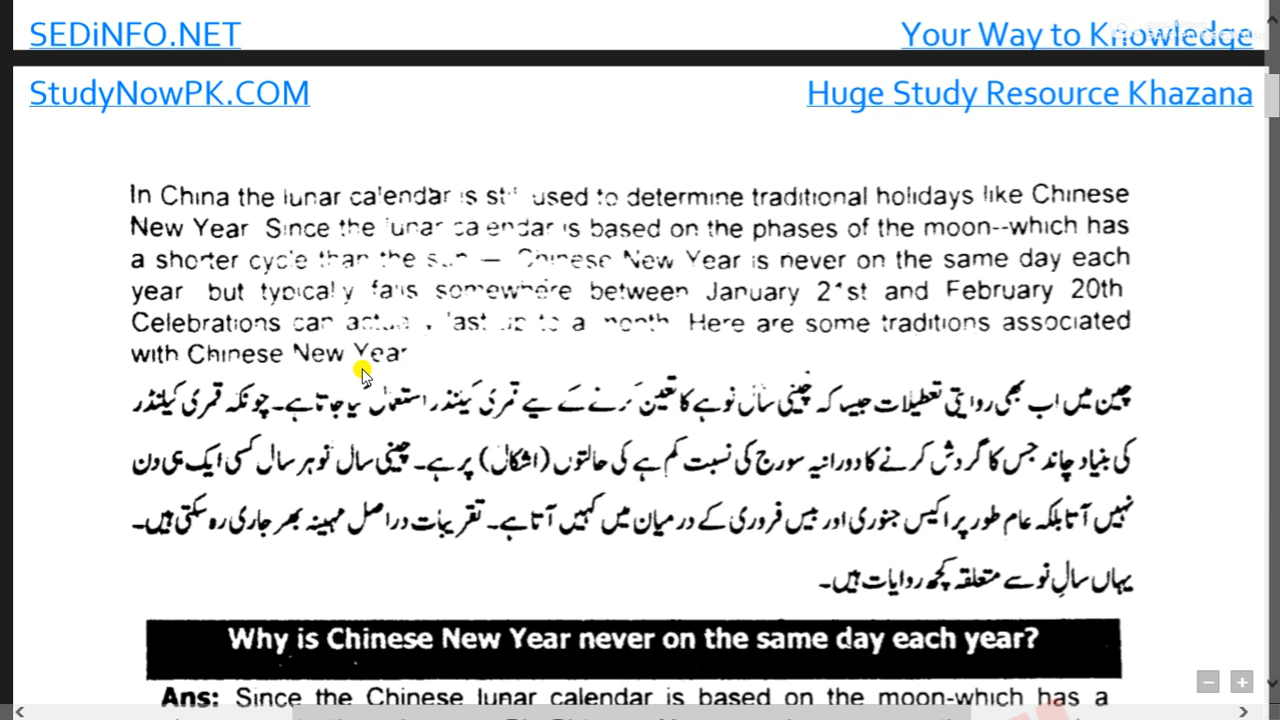 SEDiNFO.NET Your Way to Knowledge
StudyNowPK.COM Huge Study Resource Khazana
In China the lunar calendar is still used to determine traditional holidays like Chinese
New Year Since the lunar calendar is based on the phases of the moon--which has
a shorter cycle than the sun — Chinese New Year is never on the same day each
year but typically falls somewhere between January 21st and February 20th
Celebrations can actually last up to a month Here are some traditions associated
with Chinese New Year
چین میں اب بھی روایتی تعطیلات جیسا کہ چینی سال نو ہے کا تعین کرنے کے لیے قمری کیلنڈر استعمال کیا جاتا ہے۔ چونکہ قمری کیلنڈر
کی بنیاد چاند جس کا گردش کرنے کا دورانیہ سورج کی نسبت کم ہے کی حالتوں (اشکال) پر ہے۔ چینی سال نو ہر سال کسی ایک ہی دن
نہیں آتا بلکہ عام طور پر اکیس جنوری اور بیس فروری کے درمیان میں کہیں آتا ہے۔ تقریبات دراصل مہینہ بھر جاری رہ سکتی ہیں۔
یہاں سالِ نو سے متعلقہ کچھ روایات ہیں۔
Why is Chinese New Year never on the same day each year?
Ans: Since the Chinese lunar calendar is based on the moon-which has a